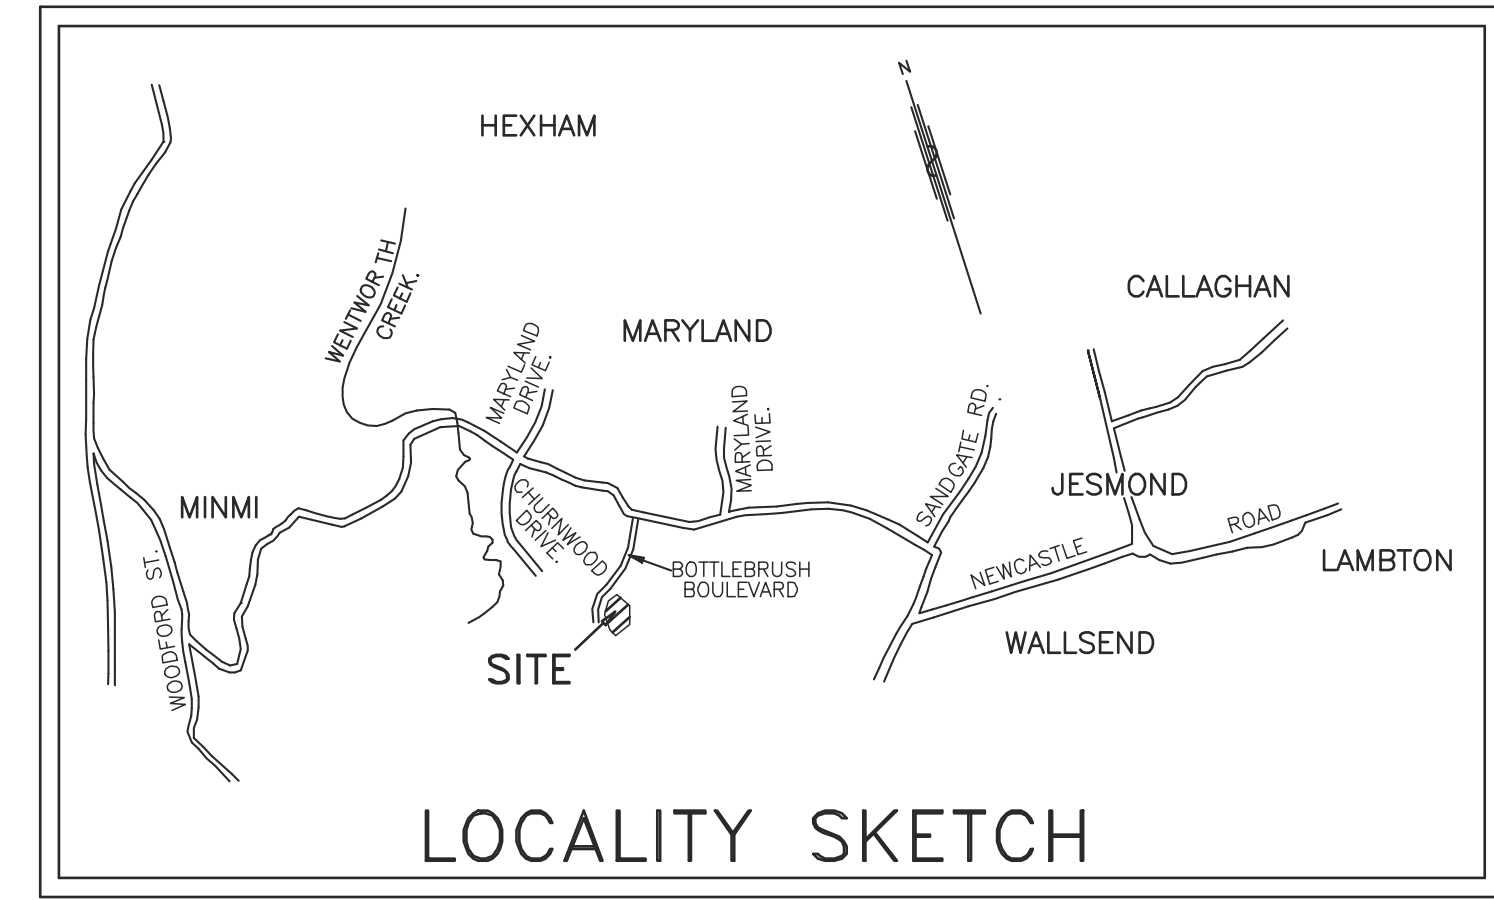 N
HEXHAM
WENTWORTH
CREEK.
CALLAGHAN
MARYLAND
MARYLAND
DRIVE.
MARYLAND
DRIVE.
SANDGATE RD.
JESMOND
MINMI
CHURNWOOD
DRIVE.
NEWCASTLE ROAD
LAMBTON
BOTTLEBRUSH
BOULEVARD
WOODFORD ST.
WALLSEND
SITE
LOCALITY SKETCH